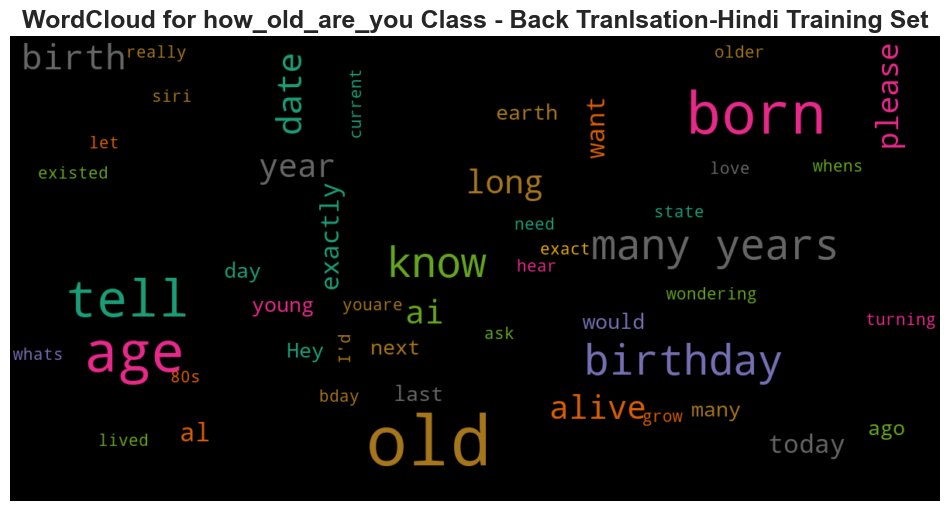 WordCloud for how_old_are_you Class - Back Tranlsation-Hindi Training Set
birth
really
date
current
older
please
siri
earth
want
born
let
existed
year
long
love
whens
exactly
need
state
know
exact
many years
hear
tell
day
young
youare
ai
wondering
would
turning
ask
whats
age
80s
Hey
I'd
next
birthday
bday
last
alive
grow
many
lived
al
old
today
ago